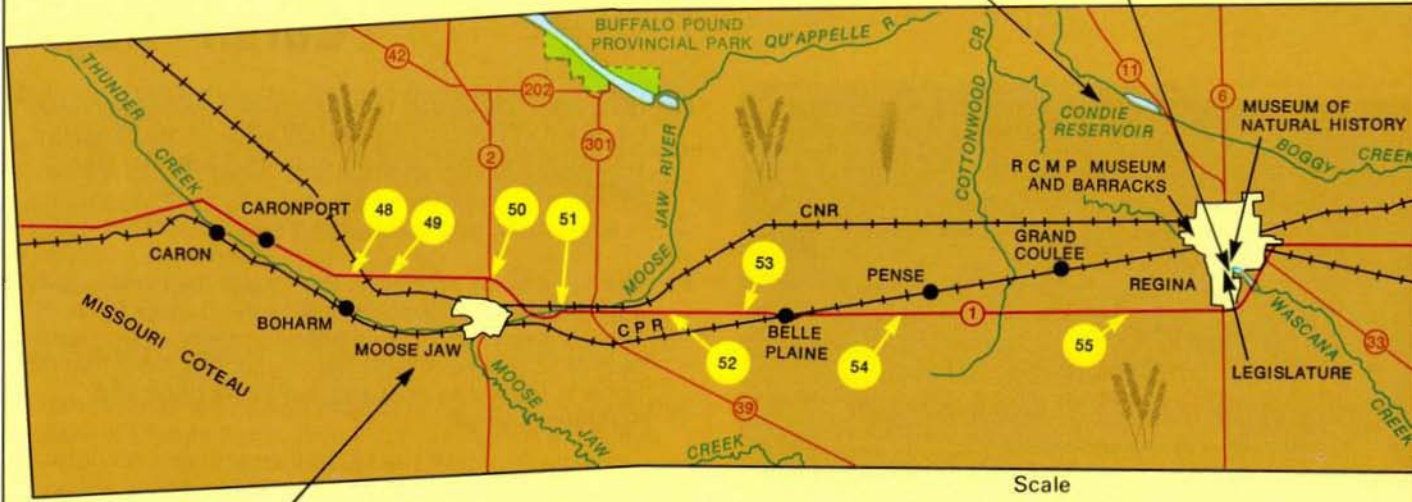 BUFFALO POUND
PROVINCIAL PARK
QU'APPELLE R
42
202
301
2
THUNDER CREEK
MOOSE JAW RIVER
COTTONWOOD CR
CONDIE
RESERVOIR
11
6
MUSEUM OF
NATURAL HISTORY
BOGGY CREEK
R C M P MUSEUM
AND BARRACKS
CARONPORT
48
49
50
51
CNR
CARON
53
GRAND
COULEE
PENSE
REGINA
MISSOURI COTEAU
BOHARM
MOOSE JAW
CPR
52
BELLE
PLAINE
54
1
55
WASCANA CREEK
33
LEGISLATURE
MOOSE JAW CREEK
39
Scale